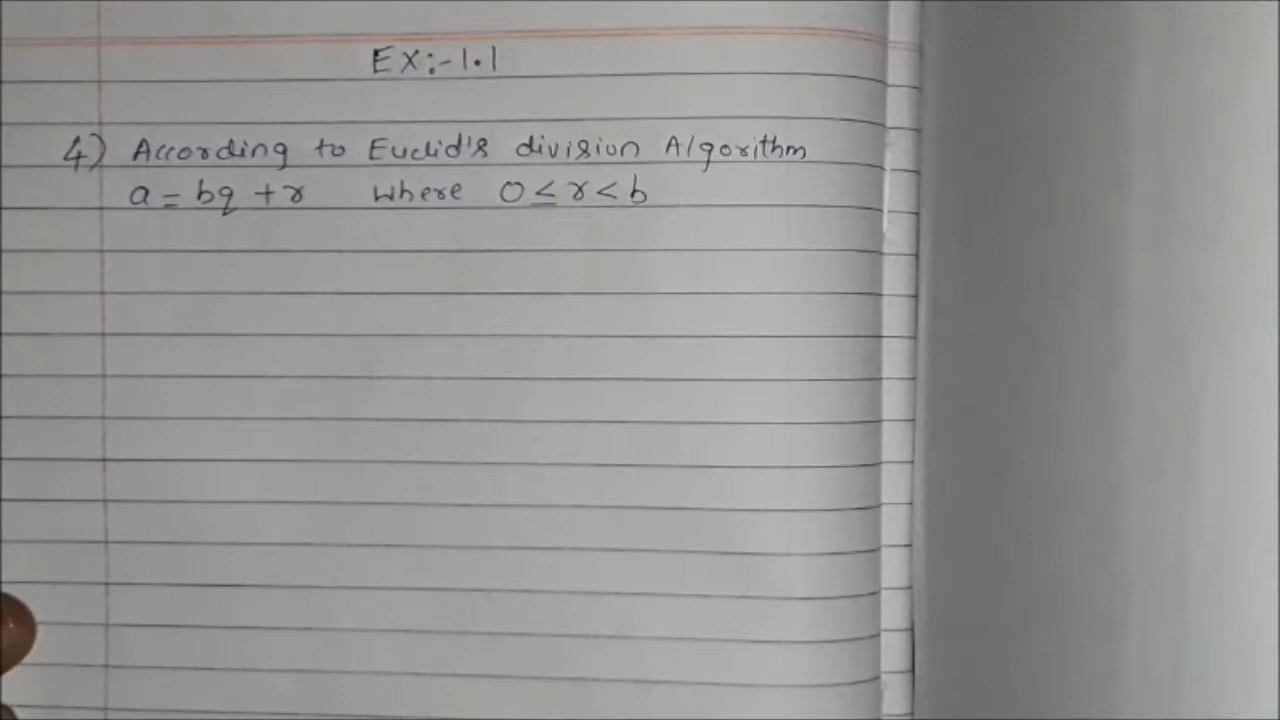 EX:-1.1
4) According to Euclid's division Algorithm
a = bq + r where 0 ≤ r < b